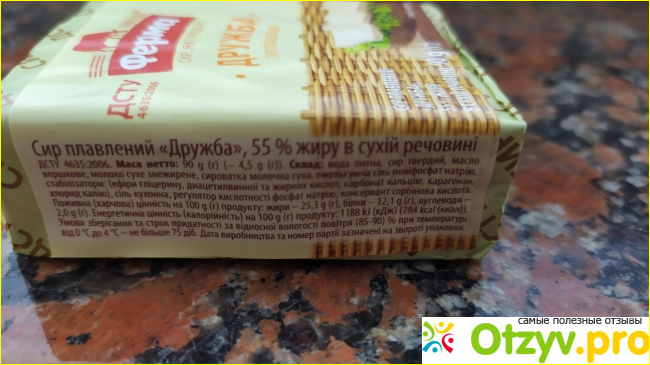 Ферма
СИР, ЯК ТРЕБА!
ДРУЖБА
ДСТУ
4635:2006
Сир плавлений «Дружба», 55 % жиру в сухій речовині
ДСТУ 4635:2006. Маса нетто: 90 g (г) (– 4,5 g (г)). Склад: вода питна, сир твердий, масло
вершкове, молоко сухе знежирене, сироватка молочна суха, емульгуюча сіль поліфосфат натрію,
стабілізатори: (ефіри гліцерину, диацетилвинної та жирних кислот, карбонат кальцію, карагенан,
хлорид калію), сіль кухонна, регулятор кислотності фосфат натрію, консервант сорбінова кислота.
Поживна (харчова) цінність на 100 g (г) продукту: жири – 25,3 g (г), білки – 12,1 g (г), вуглеводи –
2,0 g (г). Енергетична цінність (калорійність) на 100 g (г) продукту: 1188 kJ (кДж) (284 kcal (ккал)).
Умови зберігання та строк придатності за відносної вологості повітря (85-90) % при температурі
від 0 °С до 4 °С – не більше 75 діб. Дата виробництва та номер партії зазначені на звороті упаковки.
самые полезные отзывы
Otzyv.pro